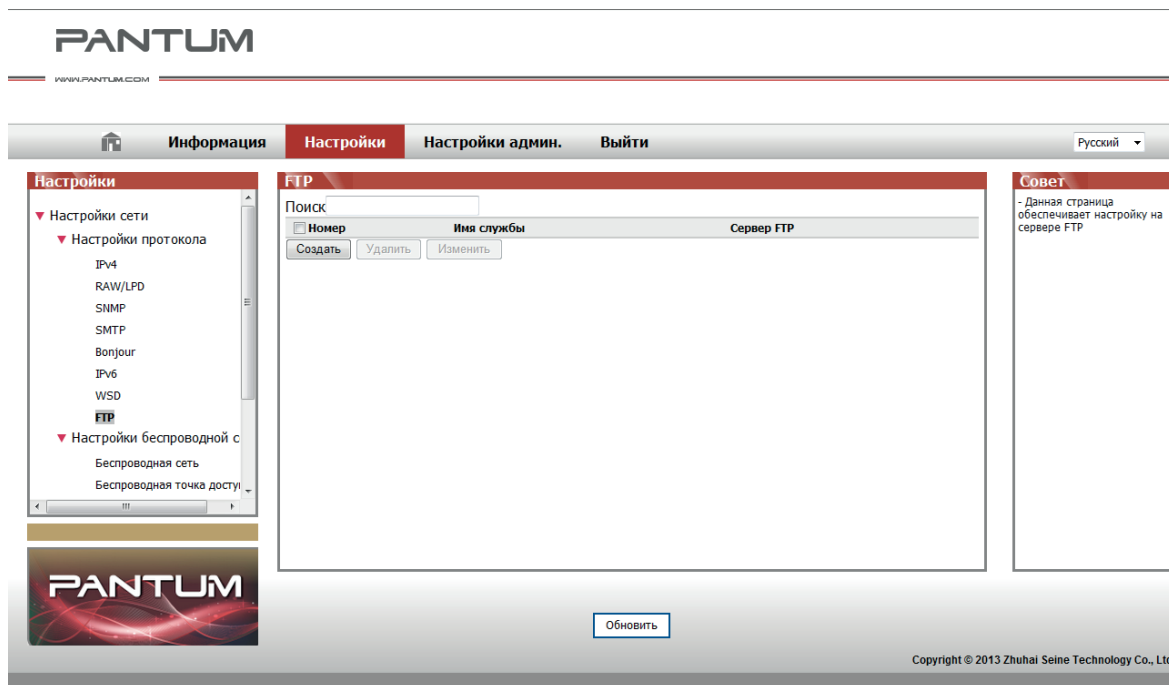 PANTUM
WWW.PANTUM.COM
Информация
Настройки
Настройки админ.
Выйти
Русский
Настройки
Настройки сети
Настройки протокола
IPv4
RAW/LPD
SNMP
SMTP
Bonjour
IPv6
WSD
FTP
Настройки беспроводной с
Беспроводная сеть
Беспроводная точка досту
PANTUM
FTP
Поиск
Номер Имя службы Сервер FTP
Создать Удалить Изменить
Совет
- Данная страница
обеспечивает настройку на
сервере FTP
Обновить
Copyright © 2013 Zhuhai Seine Technology Co., Ltd